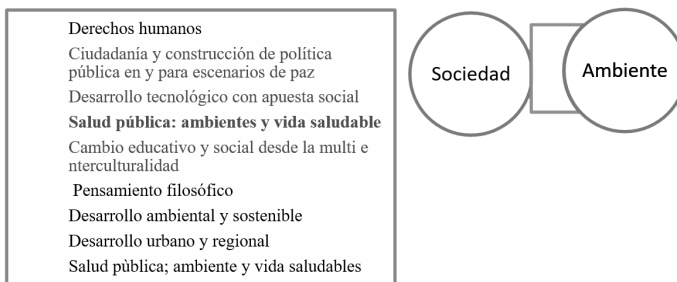 Derechos humanos
Ciudadanía y construcción de política
pública en y para escenarios de paz
Desarrollo tecnológico con apuesta social
Salud pública: ambientes y vida saludable
Cambio educativo y social desde la multi e
nterculturalidad
Pensamiento filosófico
Desarrollo ambiental y sostenible
Desarrollo urbano y regional
Salud pùblica; ambiente y vida saludables
Sociedad
Ambiente